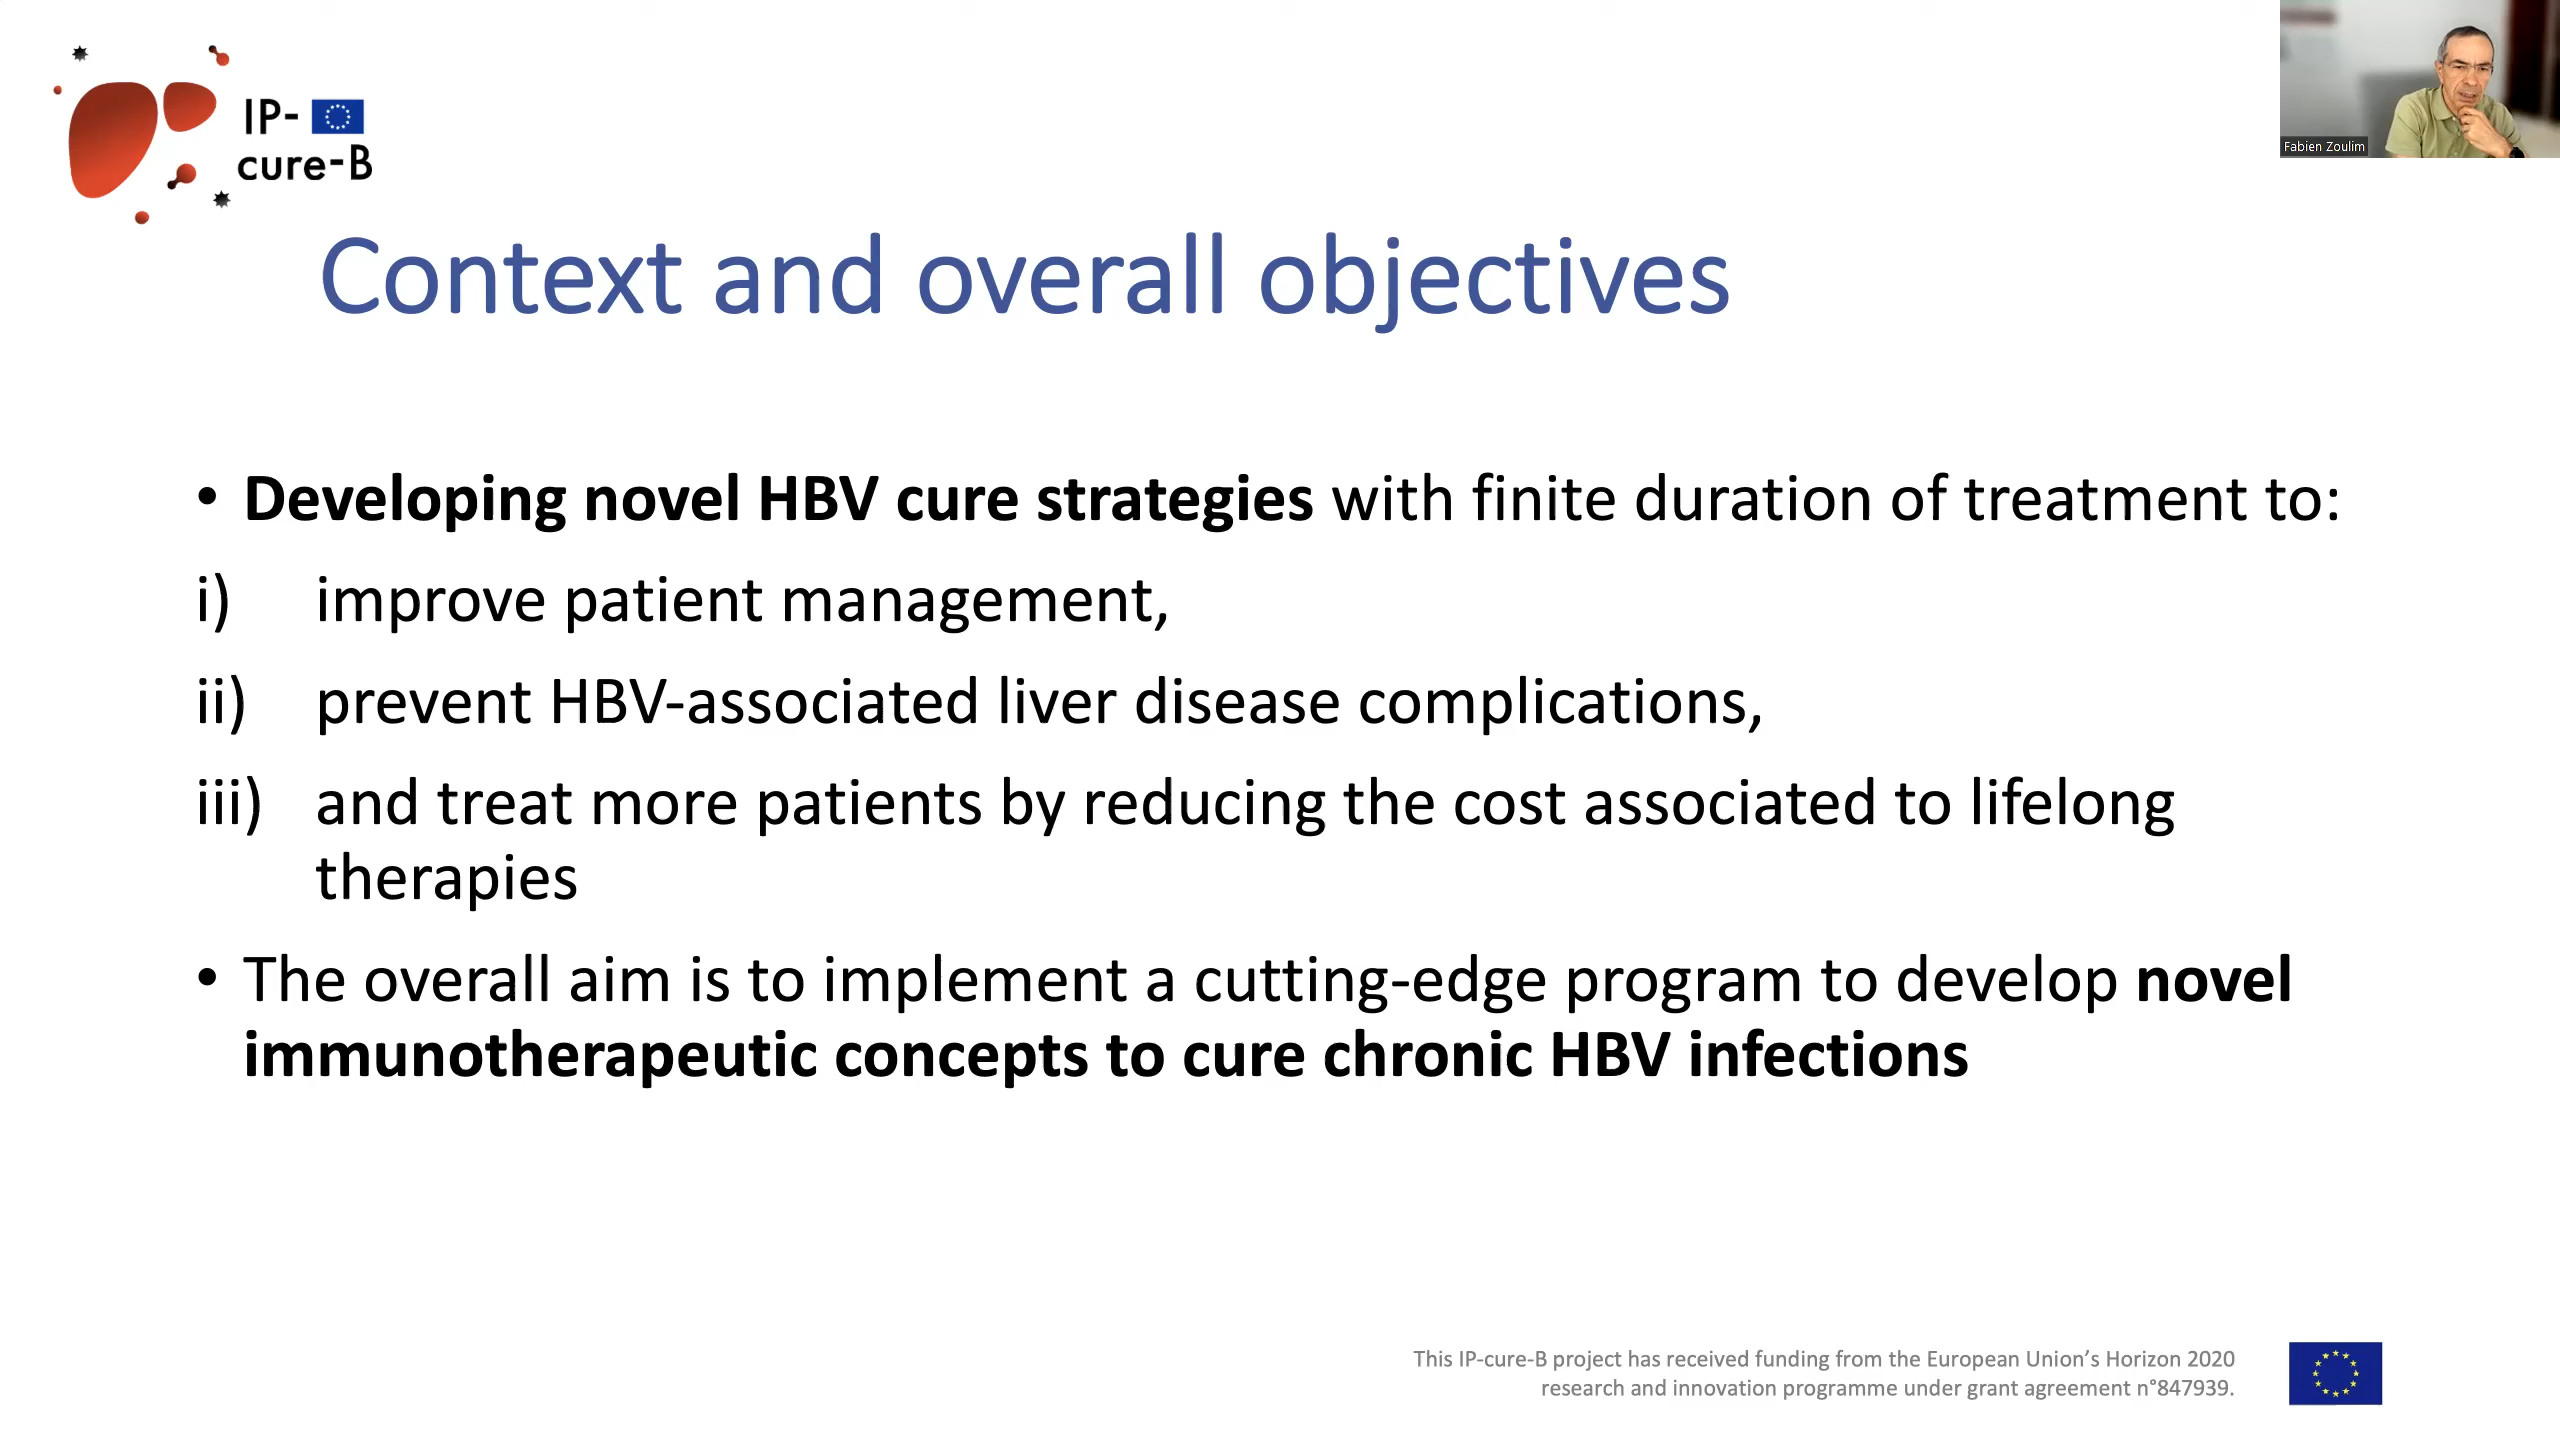 IP-
cure-B
Fabien Zoulim
Context and overall objectives
• Developing novel HBV cure strategies with finite duration of treatment to:
i) improve patient management,
ii) prevent HBV-associated liver disease complications,
iii) and treat more patients by reducing the cost associated to lifelong
therapies
• The overall aim is to implement a cutting-edge program to develop novel
immunotherapeutic concepts to cure chronic HBV infections
This IP-cure-B project has received funding from the European Union’s Horizon 2020
research and innovation programme under grant agreement n°847939.